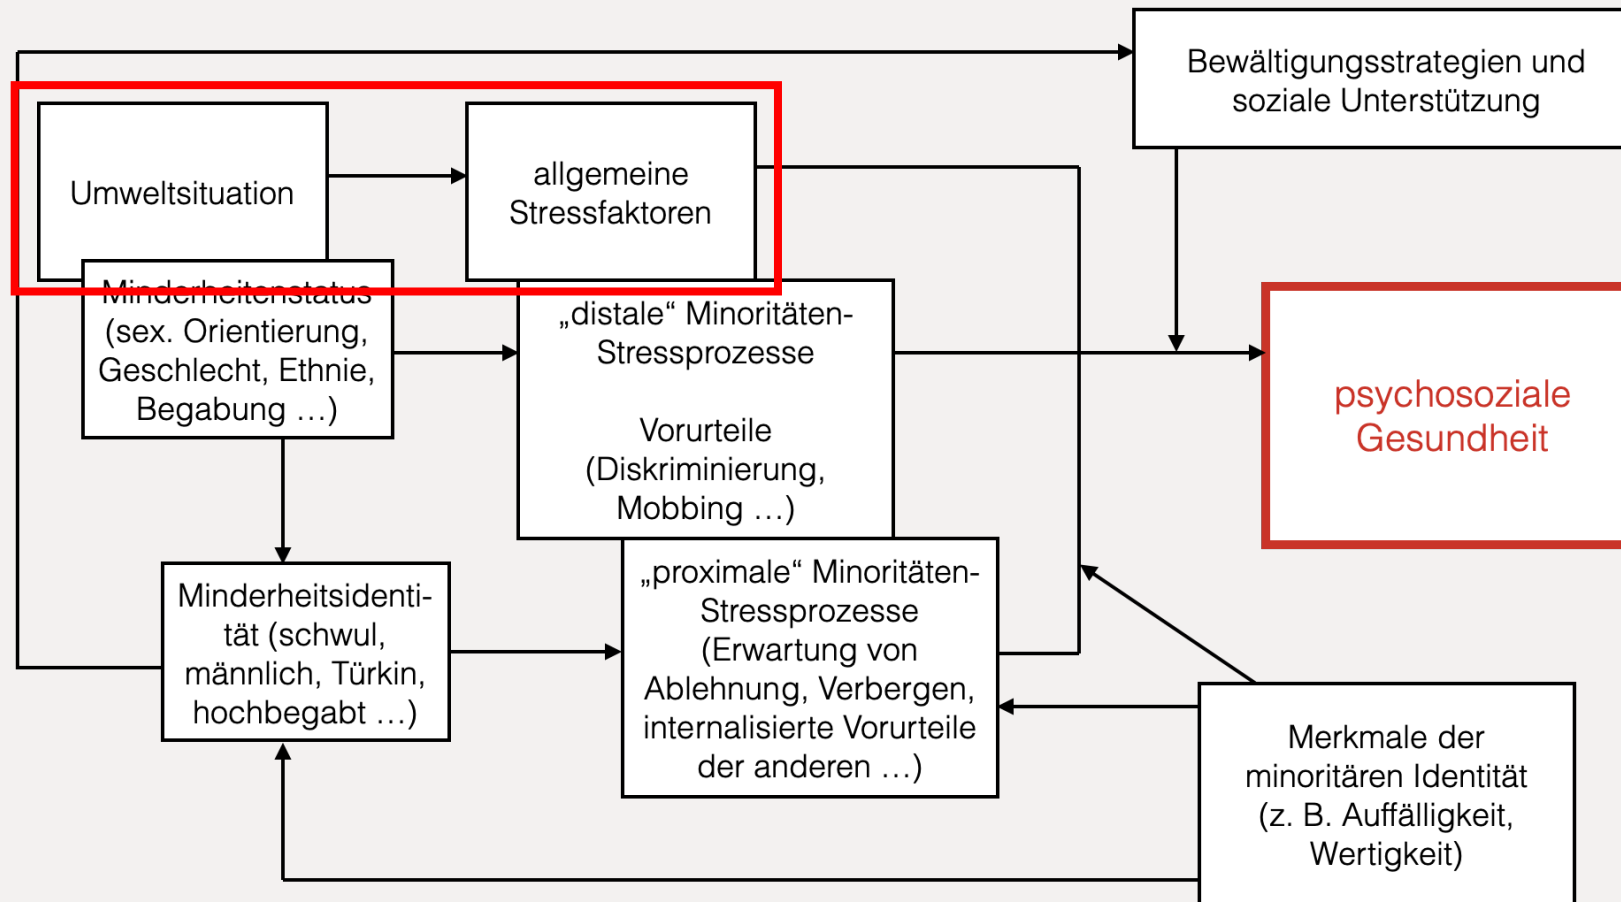 Bewältigungsstrategien und
soziale Unterstützung
Umweltsituation
allgemeine
Stressfaktoren
Minderheitenstatus
(sex. Orientierung,
Geschlecht, Ethnie,
Begabung …)
„distale“ Minoritäten-
Stressprozesse
Vorurteile
(Diskriminierung,
Mobbing …)
psychosoziale
Gesundheit
Minderheitsidenti-
tät (schwul,
männlich, Türkin,
hochbegabt …)
„proximale“ Minoritäten-
Stressprozesse
(Erwartung von
Ablehnung, Verbergen,
internalisierte Vorurteile
der anderen …)
Merkmale der
minoritären Identität
(z. B. Auffälligkeit,
Wertigkeit)